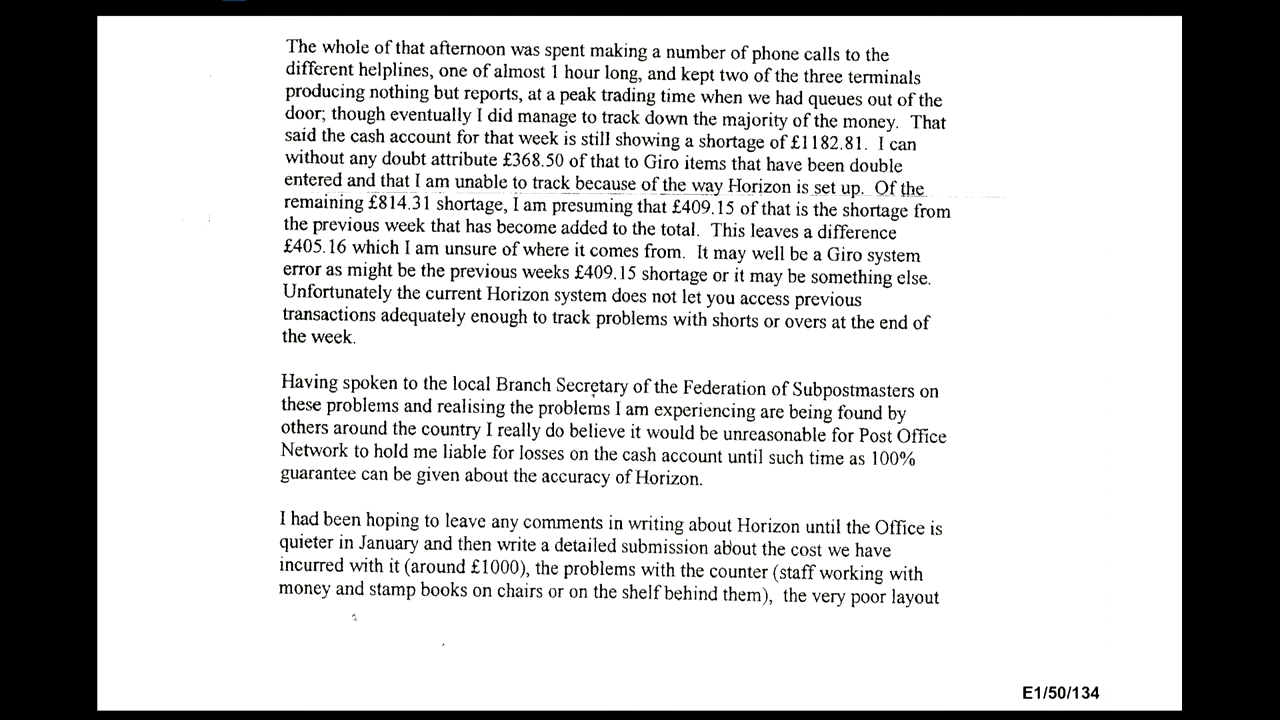 The whole of that afternoon was spent making a number of phone calls to the
different helplines, one of almost 1 hour long, and kept two of the three terminals
producing nothing but reports, at a peak trading time when we had queues out of the
door; though eventually I did manage to track down the majority of the money.  That
said the cash account for that week is still showing a shortage of £1182.81.  I can
without any doubt attribute £368.50 of that to Giro items that have been double
entered and that I am unable to track because of the way Horizon is set up.  Of the
remaining £814.31 shortage, I am presuming that £409.15 of that is the shortage from
the previous week that has become added to the total.  This leaves a difference
£405.16 which I am unsure of where it comes from.  It may well be a Giro system
error as might be the previous weeks £409.15 shortage or it may be something else.
Unfortunately the current Horizon system does not let you access previous
transactions adequately enough to track problems with shorts or overs at the end of
the week.
Having spoken to the local Branch Secretary of the Federation of Subpostmasters on
these problems and realising the problems I am experiencing are being found by
others around the country I really do believe it would be unreasonable for Post Office
Network to hold me liable for losses on the cash account until such time as 100%
guarantee can be given about the accuracy of Horizon.
I had been hoping to leave any comments in writing about Horizon until the Office is
quieter in January and then write a detailed submission about the cost we have
incurred with it (around £1000), the problems with the counter (staff working with
money and stamp books on chairs or on the shelf behind them),  the very poor layout
E1/50/134